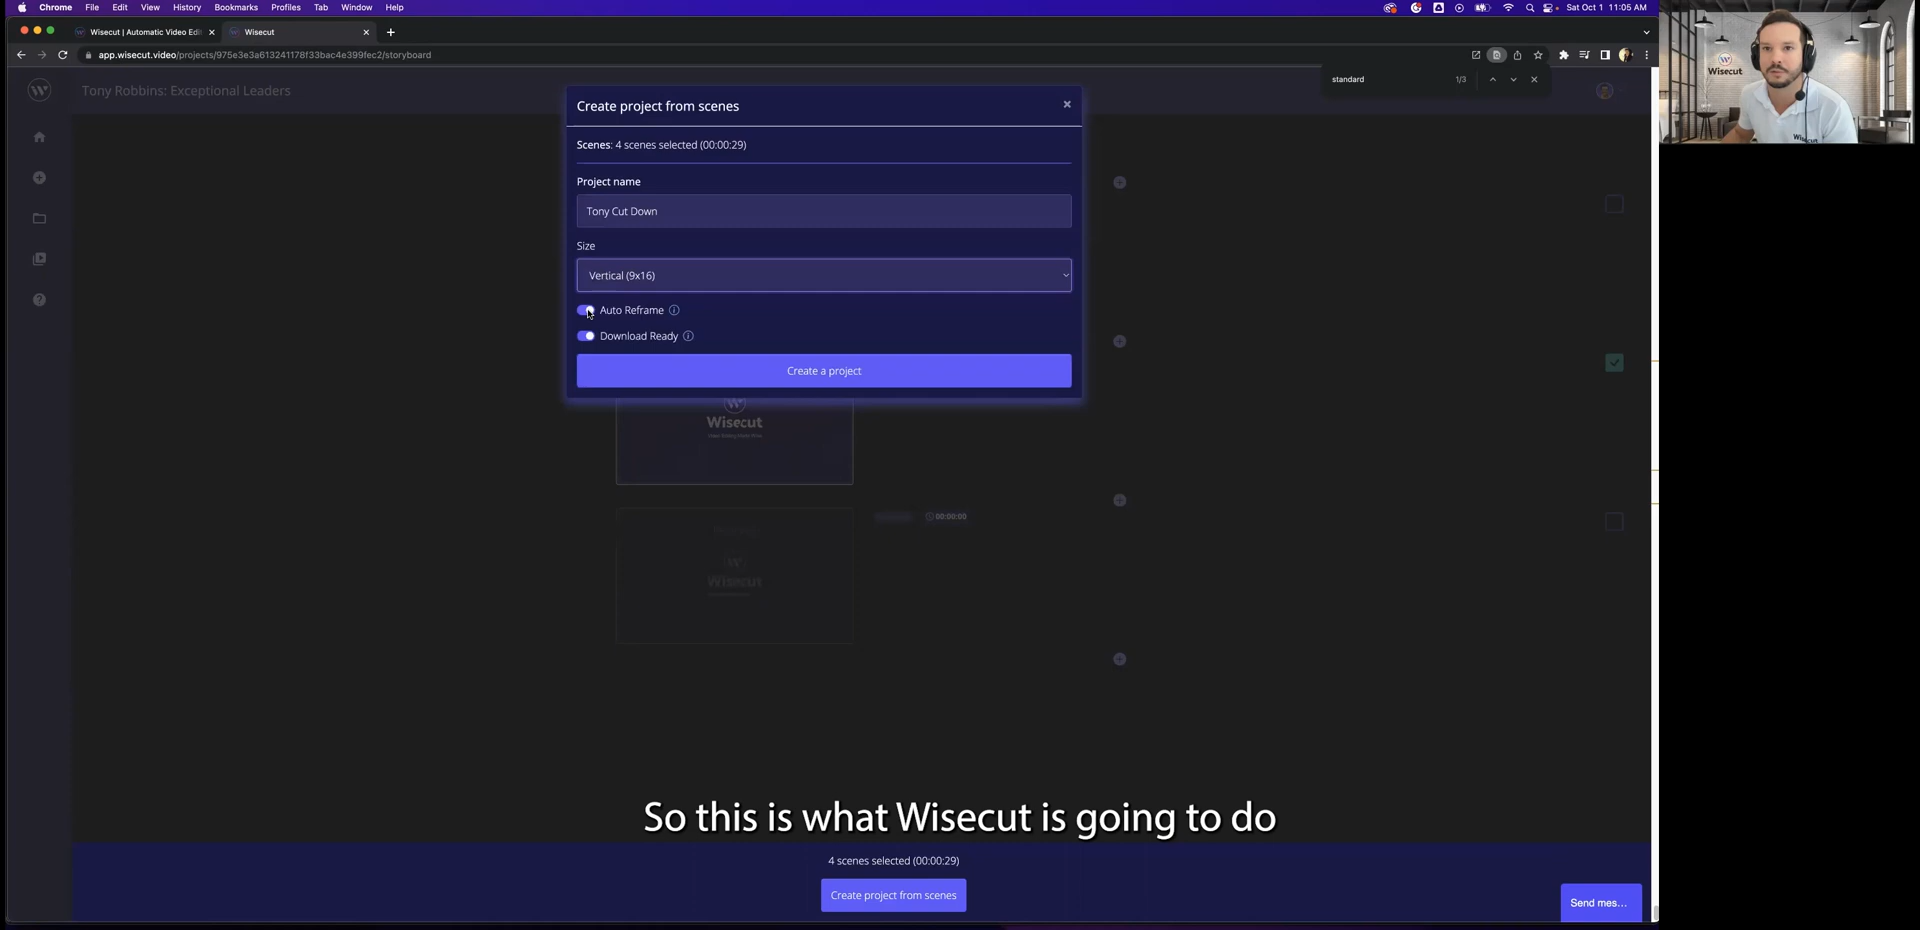 Chrome File Edit View History Bookmarks Profiles Tab Window Help Sat Oct 1 11:05 AM
Wisecut | Automatic Video Edi
Wisecut
app.wisecut.video/projects/975e3e3a613241178f33bac4e399fec2/storyboard
standard 1/3
Wisecut
Tony Robbins: Exceptional Leaders
Create project from scenes
Scenes: 4 scenes selected (00:00:29)
Project name
Tony Cut Down
Size
Vertical (9x16)
Auto Reframe
Download Ready
Create a project
Wisecut
00:00:00
Wisecut
So this is what Wisecut is going to do
4 scenes selected (00:00:29)
Create project from scenes
Send mes...